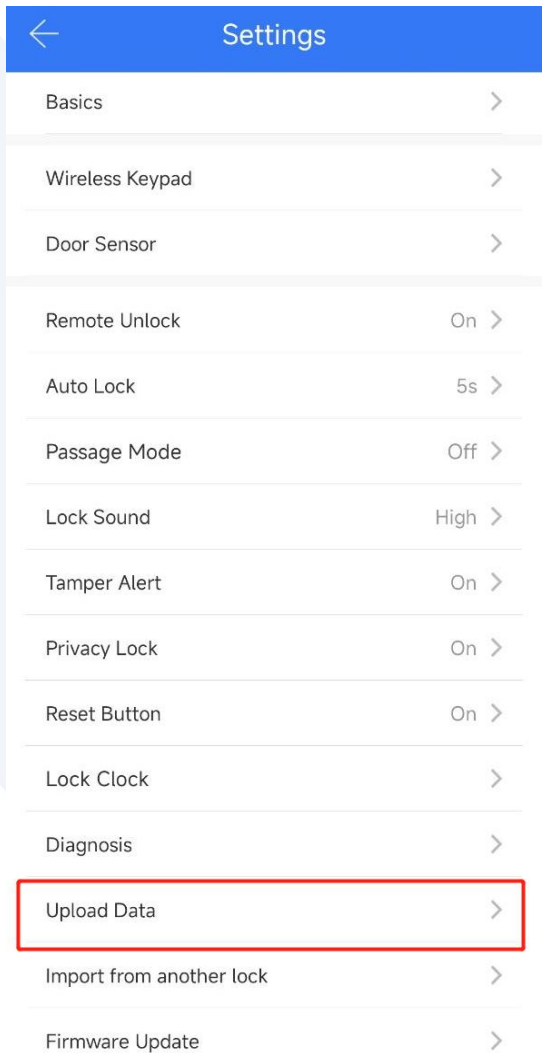 Settings
Basics
Wireless Keypad
Door Sensor
Remote Unlock On
Auto Lock 5s
Passage Mode Off
Lock Sound High
Tamper Alert On
Privacy Lock On
Reset Button On
Lock Clock
Diagnosis
Upload Data
Import from another lock
Firmware Update